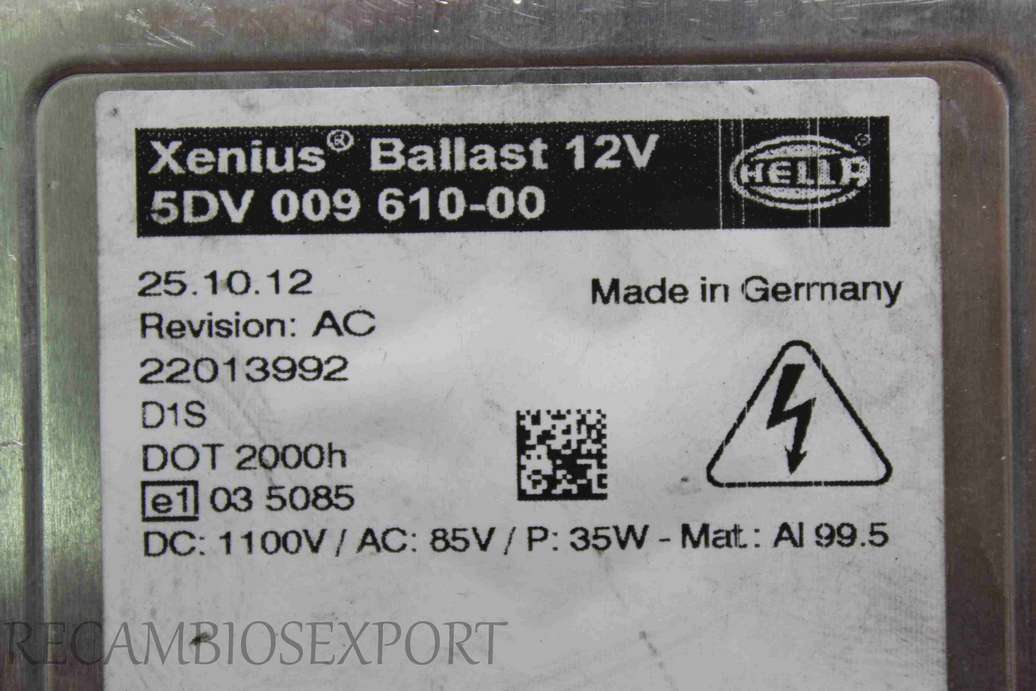 Xenius® Ballast 12V
5DV 009 610-00
HELLA
25.10.12
Made in Germany
Revision: AC
22013992
D1S
DOT 2000h
e1 03 5085
DC: 1100V / AC: 85V / P: 35W - Mat.: Al 99.5
RECAMBIOSEXPORT